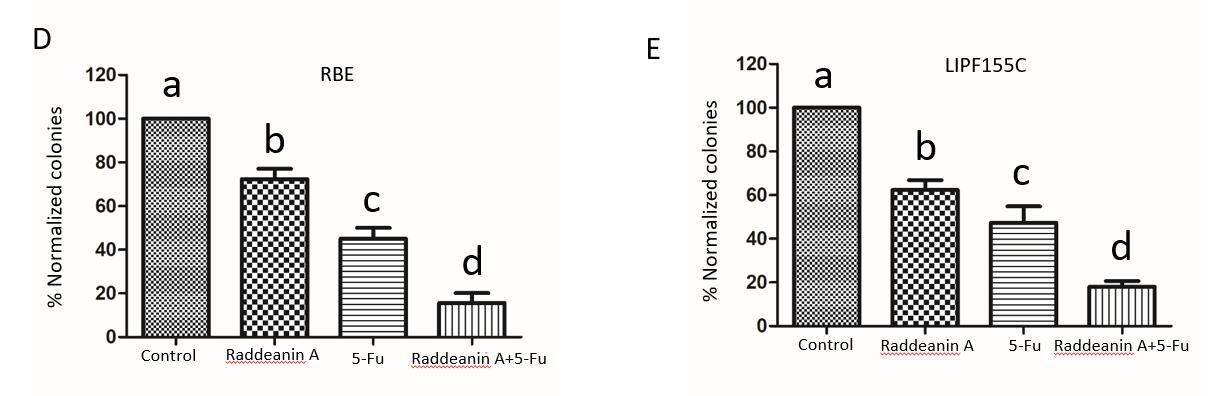 D
RBE
% Normalized colonies
120
100
80
60
40
20
0
a
b
c
d
Control
Raddeanin A
5-Fu
Raddeanin A+5-Fu
E
LIPF155C
% Normalized colonies
120
100
80
60
40
20
0
a
b
c
d
Control
Raddeanin A
5-Fu
Raddeanin A+5-Fu